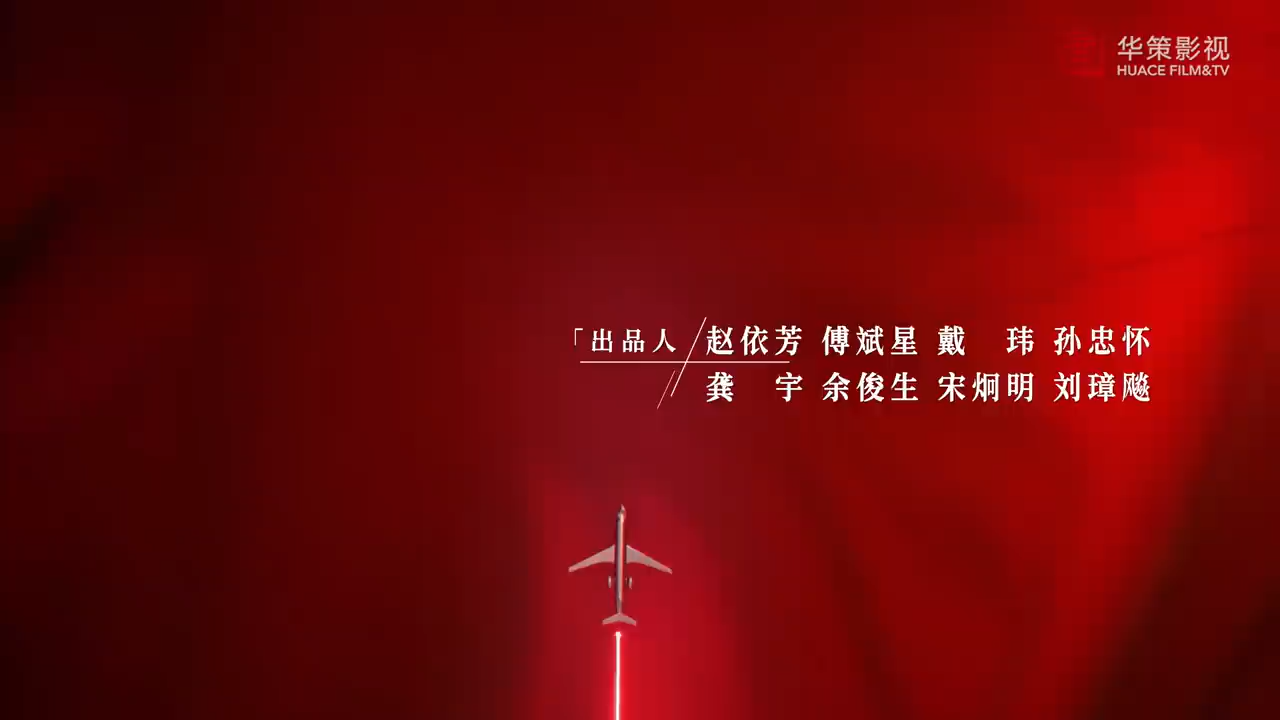 华策影视
HUACE FILM&TV
「出品人 赵依芳 傅斌星 戴 玮 孙忠怀
龚 宇 余俊生 宋炯明 刘璋飚